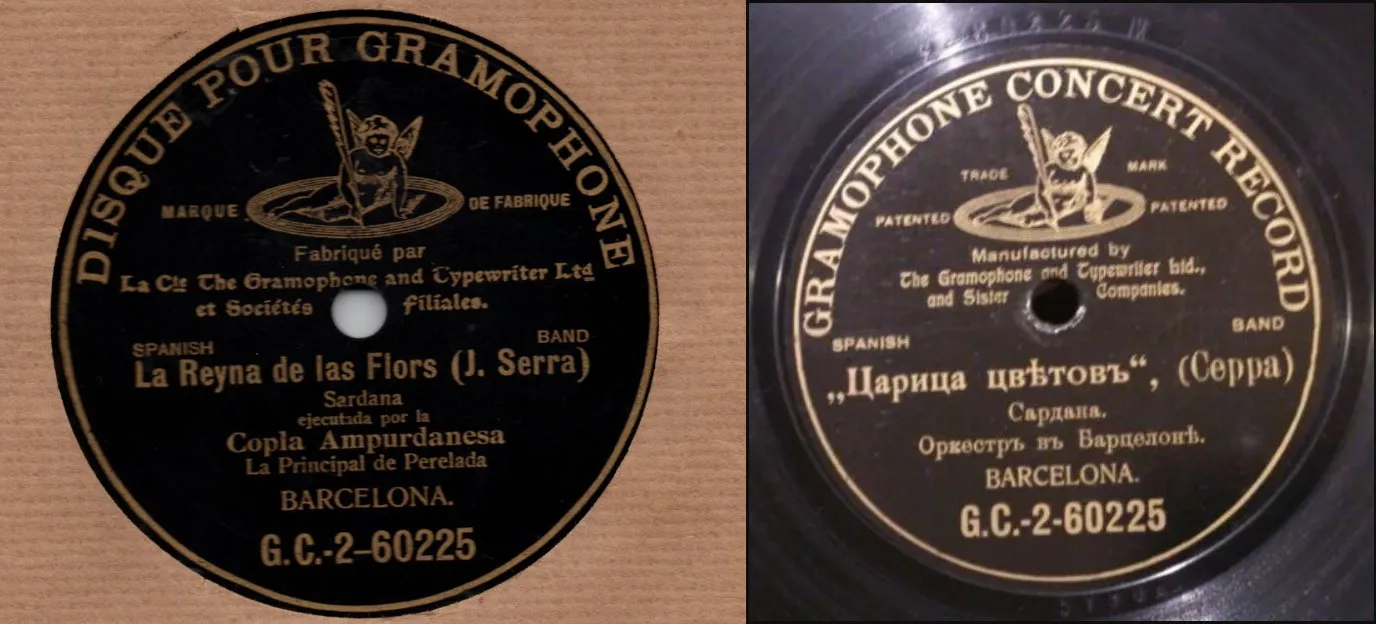 DISQUE POUR GRAMOPHONE
MARQUE DE FABRIQUE
Fabriqué par
La Cie The Gramophone and Typewriter Ltd
et Sociétés filiales.
SPANISH BAND
La Reyna de las Flors (J. Serra)
Sardana
ejecutada por la
Copla Ampurdanesa
La Principal de Perelada
BARCELONA.
G.C.-2-60225
GRAMOPHONE CONCERT RECORD
TRADE MARK
PATENTED PATENTED
Manufactured by
The Gramophone and Typewriter Ltd.,
and Sister Companies.
SPANISH BAND
„Царица цвѣтовъ“, (Серра)
Сардана.
Оркестръ въ Барцелонѣ.
BARCELONA.
G.C.-2-60225